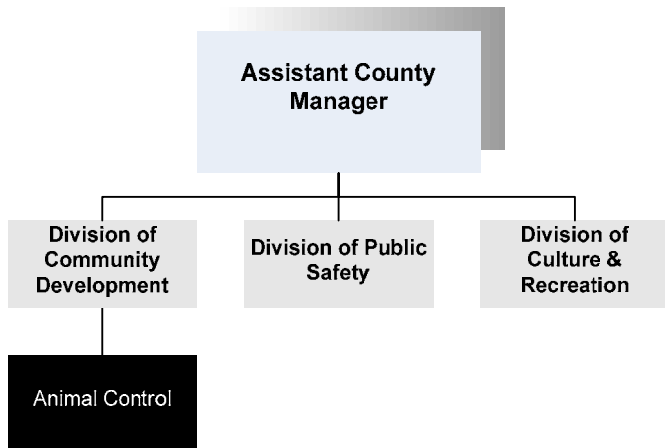 Assistant County
Manager
Division of
Community
Development
Division of Public
Safety
Division of
Culture &
Recreation
Animal Control